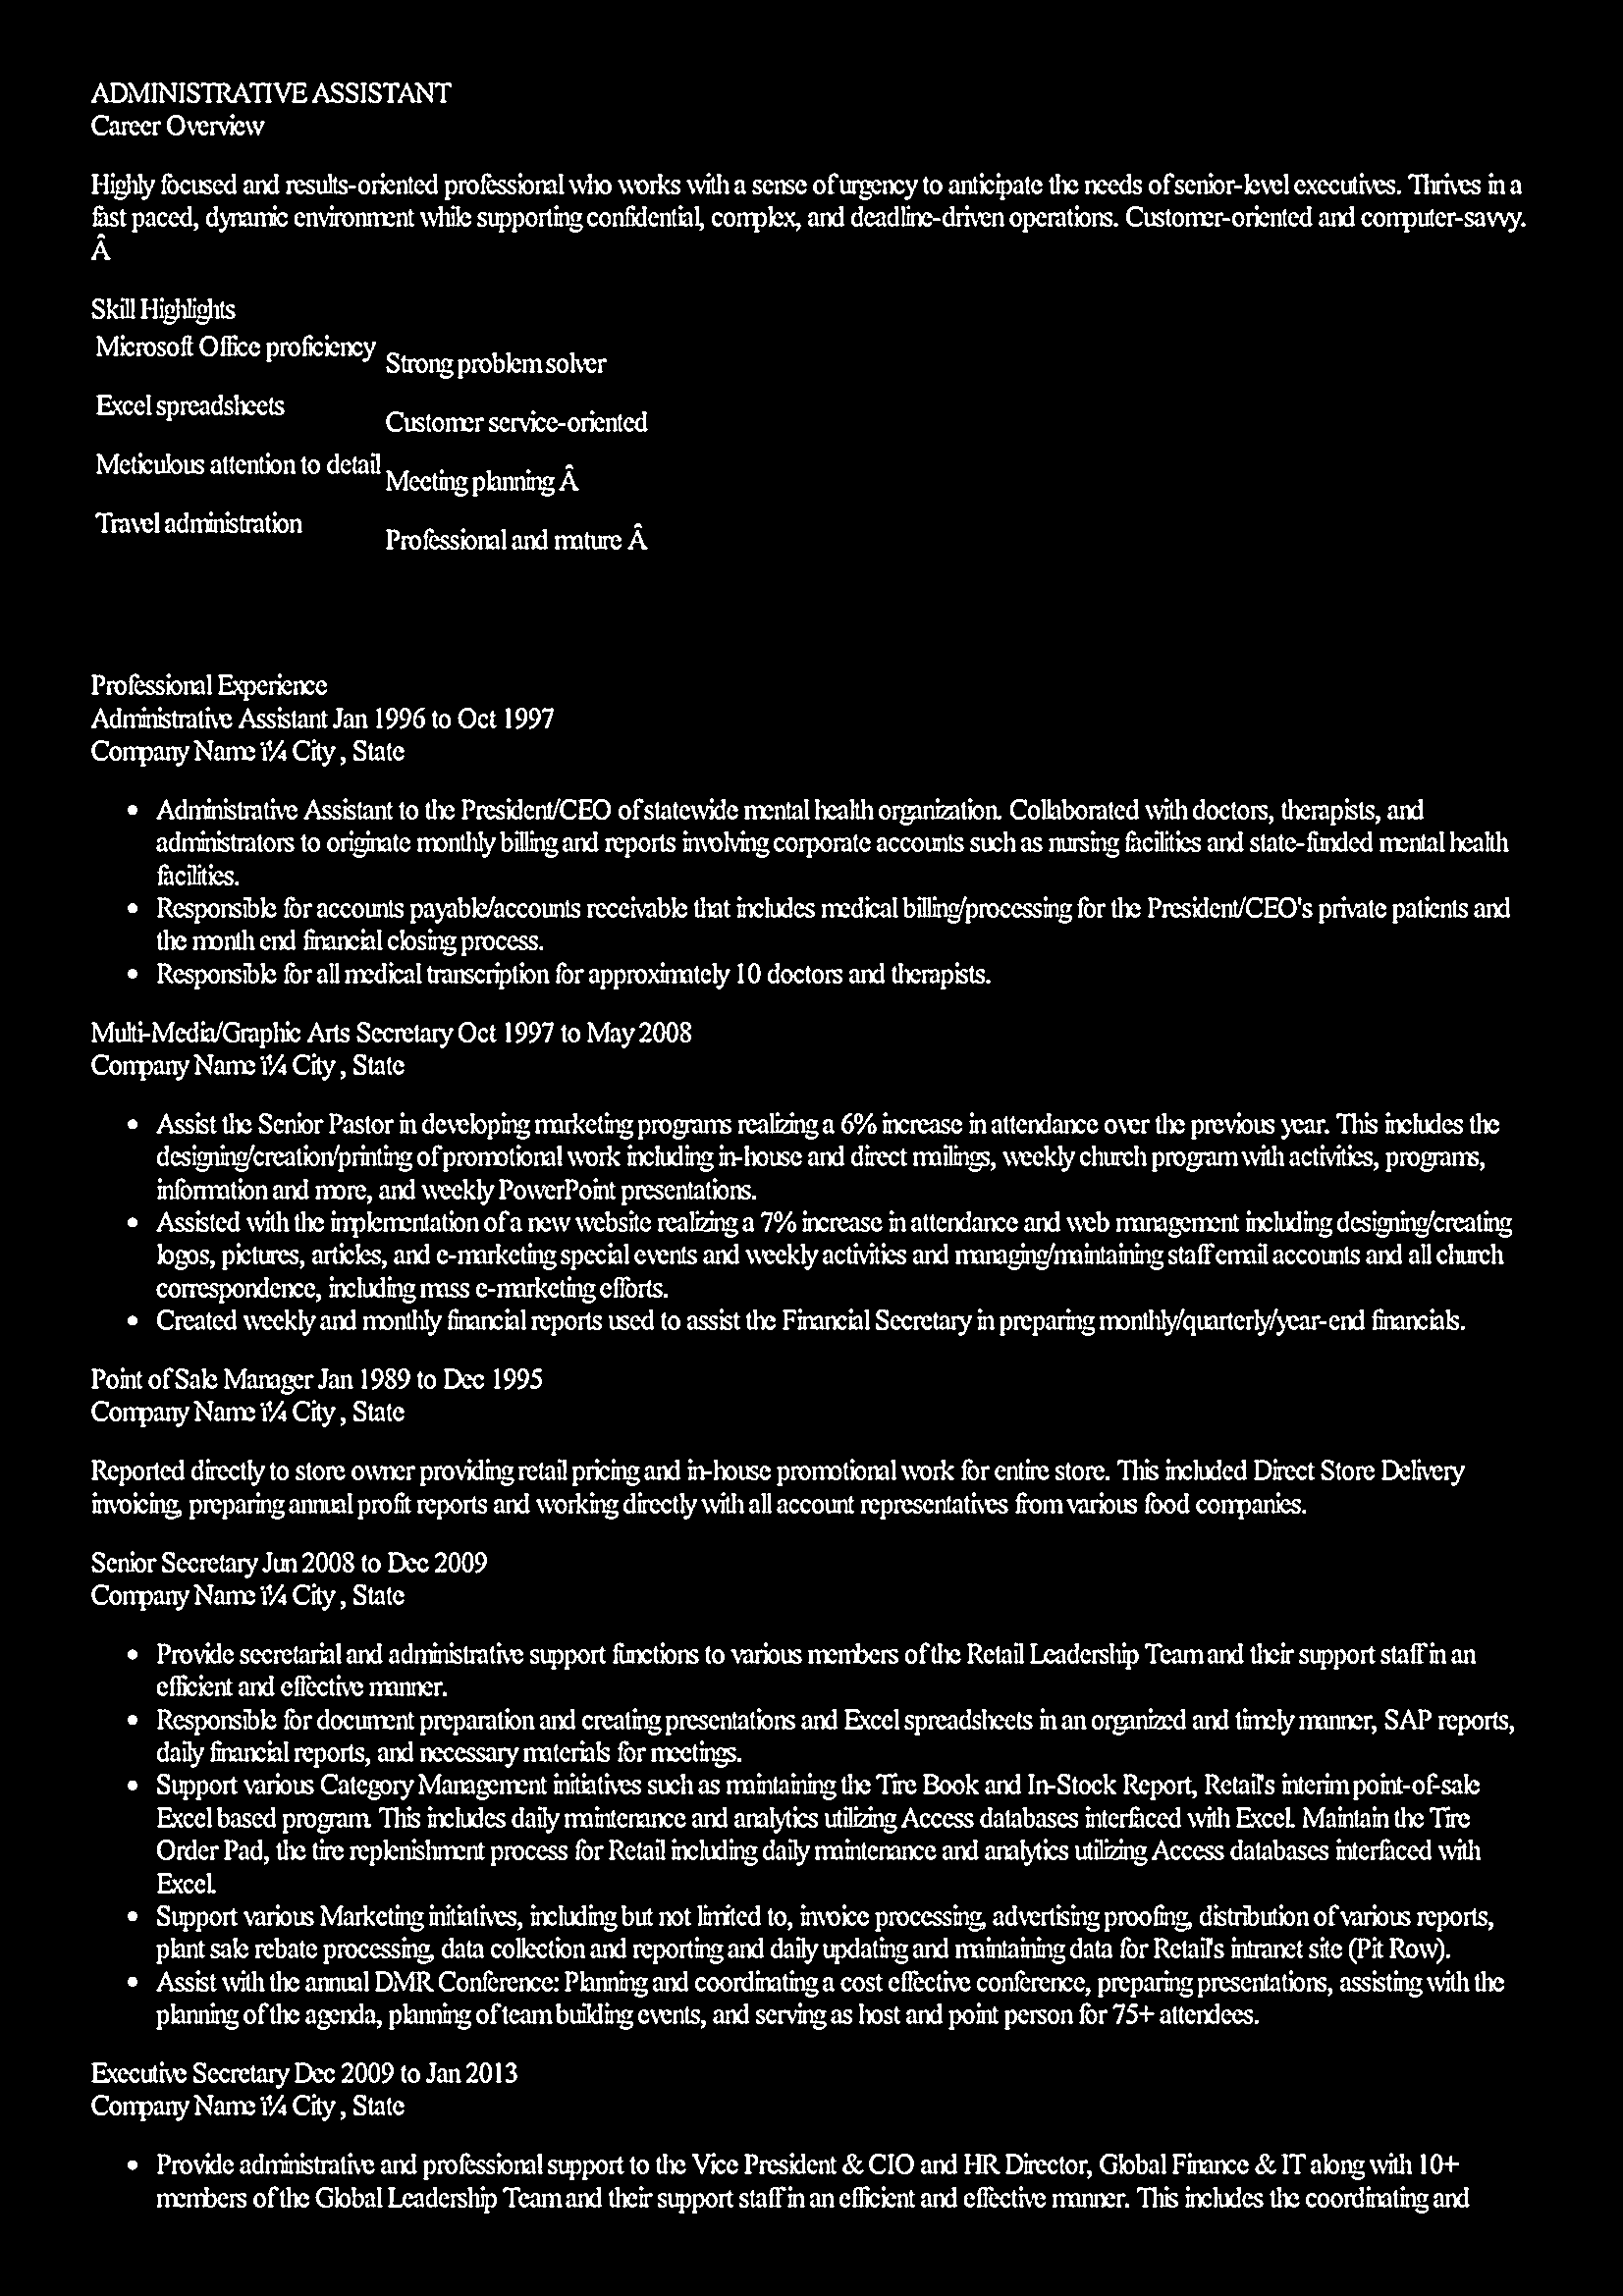 ADMINISTRATIVE ASSISTANT
Career Overview
Highly focused and results-oriented professional who works with a sense of urgency to anticipate the needs of senior-level executives. Thrives in a
fast paced, dynamic environment while supporting confidential, complex, and deadline-driven operations. Customer-oriented and computer-savvy.
Â
Skill Highlights
Microsoft Office proficiency
Excel spreadsheets
Meticulous attention to detail
Travel administration
Strong problem solver
Customer service-oriented
Meeting planning Â
Professional and mature Â
Professional Experience
Administrative Assistant Jan 1996 to Oct 1997
Company Name ï¼ City , State
• Administrative Assistant to the President/CEO of statewide mental health organization. Collaborated with doctors, therapists, and
administrators to originate monthly billing and reports involving corporate accounts such as nursing facilities and state-funded mental health
facilities.
• Responsible for accounts payable/accounts receivable that includes medical billing/processing for the President/CEO's private patients and
the month end financial closing process.
• Responsible for all medical transcription for approximately 10 doctors and therapists.
Multi-Media/Graphic Arts Secretary Oct 1997 to May 2008
Company Name ï¼ City , State
• Assist the Senior Pastor in developing marketing programs realizing a 6% increase in attendance over the previous year. This includes the
designing/creation/printing of promotional work including in-house and direct mailings, weekly church program with activities, programs,
information and more, and weekly PowerPoint presentations.
• Assisted with the implementation of a new website realizing a 7% increase in attendance and web management including designing/creating
logos, pictures, articles, and e-marketing special events and weekly activities and managing/maintaining staff email accounts and all church
correspondence, including mass e-marketing efforts.
• Created weekly and monthly financial reports used to assist the Financial Secretary in preparing monthly/quarterly/year-end financials.
Point of Sale Manager Jan 1989 to Dec 1995
Company Name ï¼ City , State
Reported directly to store owner providing retail pricing and in-house promotional work for entire store. This included Direct Store Delivery
invoicing, preparing annual profit reports and working directly with all account representatives from various food companies.
Senior Secretary Jun 2008 to Dec 2009
Company Name ï¼ City , State
• Provide secretarial and administrative support functions to various members of the Retail Leadership Team and their support staff in an
efficient and effective manner.
• Responsible for document preparation and creating presentations and Excel spreadsheets in an organized and timely manner, SAP reports,
daily financial reports, and necessary materials for meetings.
• Support various Category Management initiatives such as maintaining the Tire Book and In-Stock Report, Retail's interim point-of-sale
Excel based program. This includes daily maintenance and analytics utilizing Access databases interfaced with Excel. Maintain the Tire
Order Pad, the tire replenishment process for Retail including daily maintenance and analytics utilizing Access databases interfaced with
Excel.
• Support various Marketing initiatives, including but not limited to, invoice processing, advertising proofing, distribution of various reports,
plant sale rebate processing, data collection and reporting and daily updating and maintaining data for Retail's intranet site (Pit Row).
• Assist with the annual DMR Conference: Planning and coordinating a cost effective conference, preparing presentations, assisting with the
planning of the agenda, planning of team building events, and serving as host and point person for 75+ attendees.
Executive Secretary Dec 2009 to Jan 2013
Company Name ï¼ City , State
• Provide administrative and professional support to the Vice President & CIO and HR Director, Global Finance & IT along with 10+
members of the Global Leadership Team and their support staff in an efficient and effective manner. This includes the coordinating and